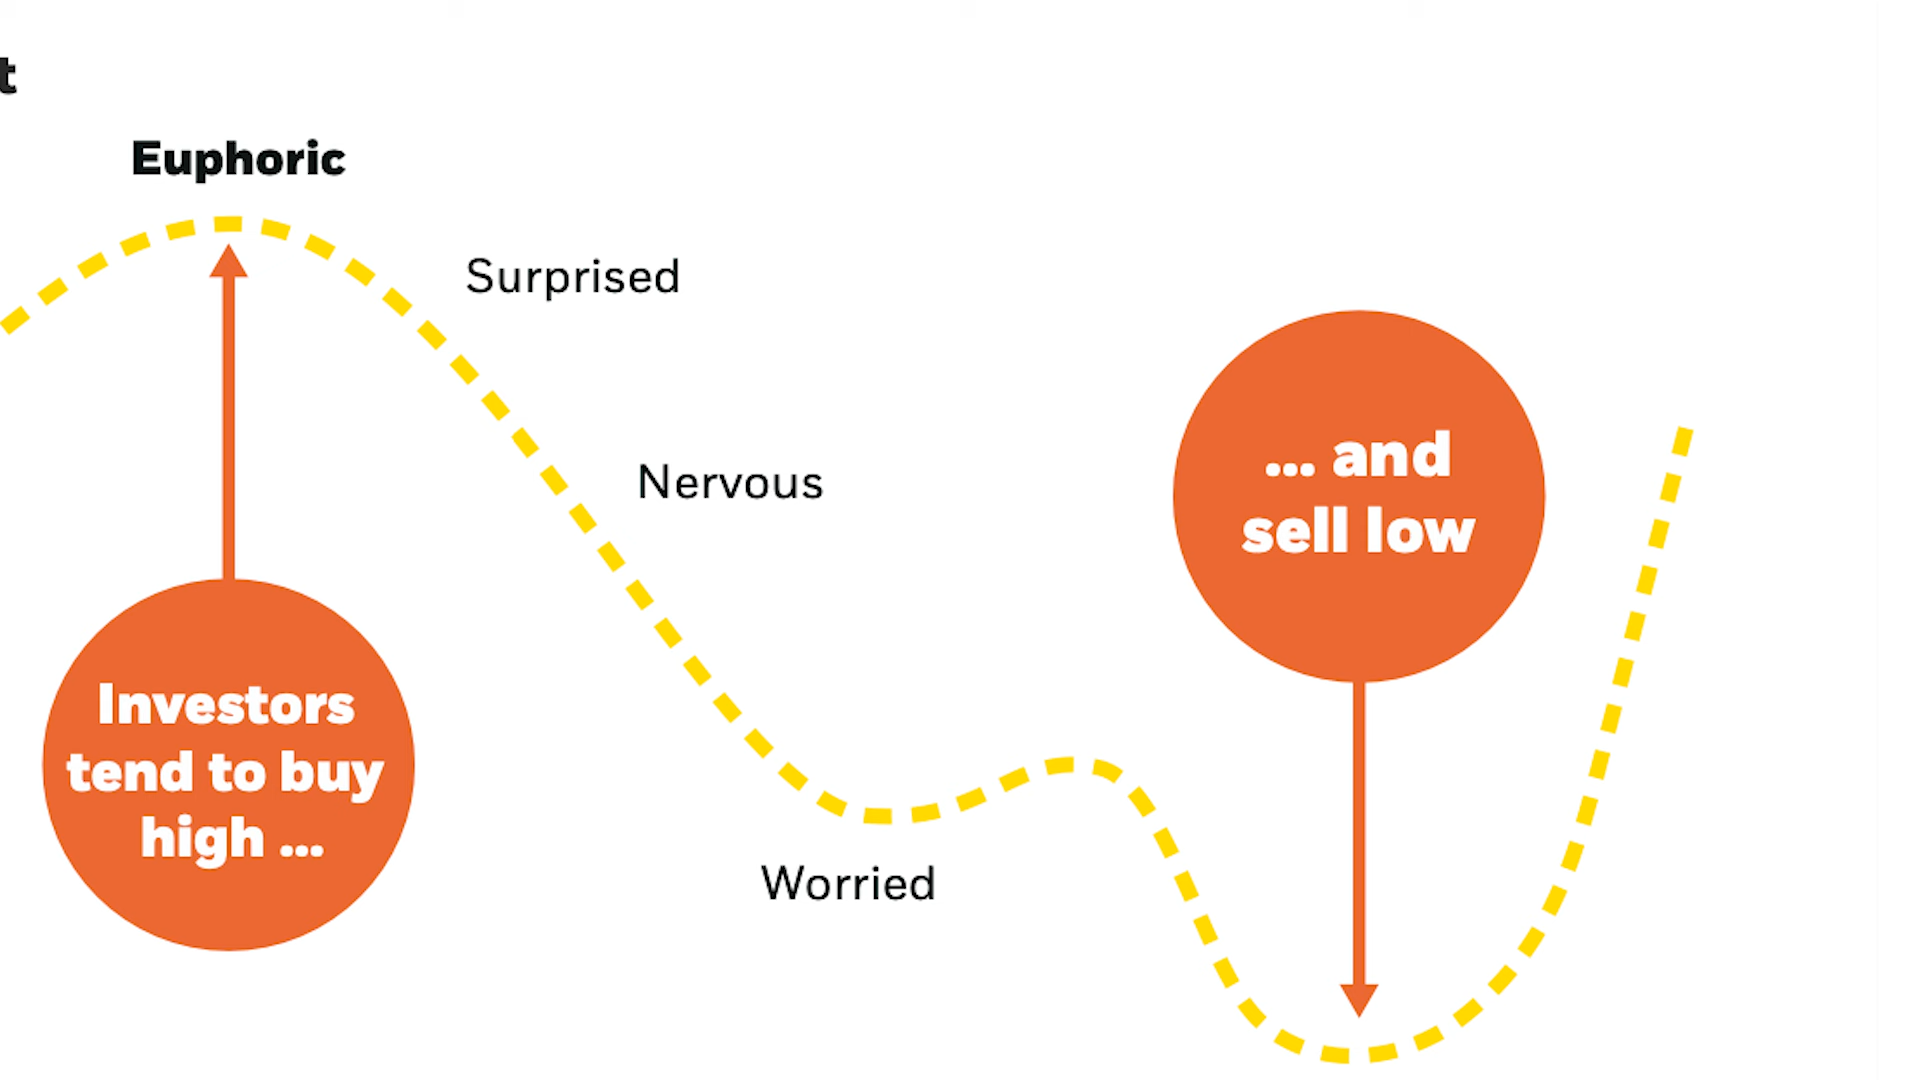 t
Euphoric
Surprised
Nervous
... and
sell low
Investors
tend to buy
high ...
Worried